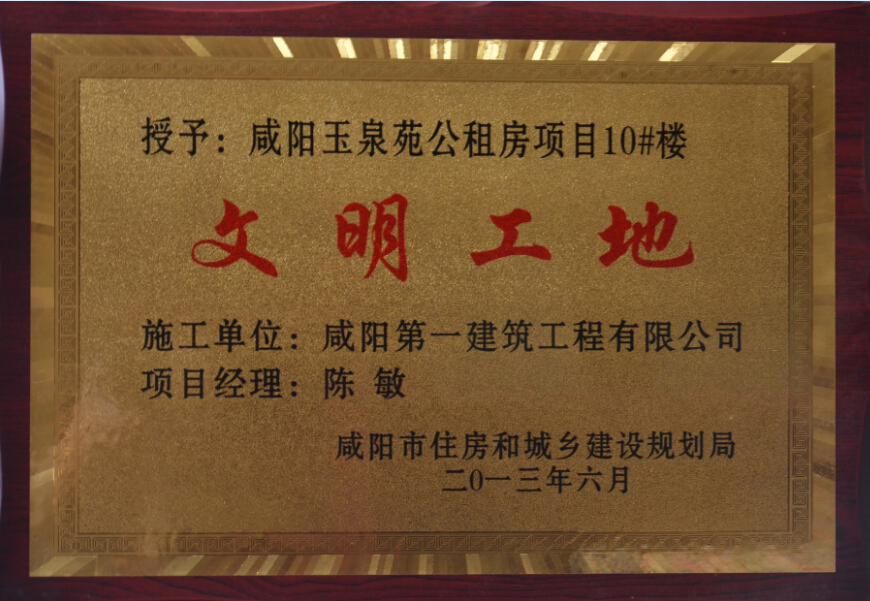 授予：咸阳玉泉苑公租房项目10#楼
文明工地
施工单位：咸阳第一建筑工程有限公司
项目经理：陈 敏
咸阳市住房和城乡建设规划局
二0一三年六月